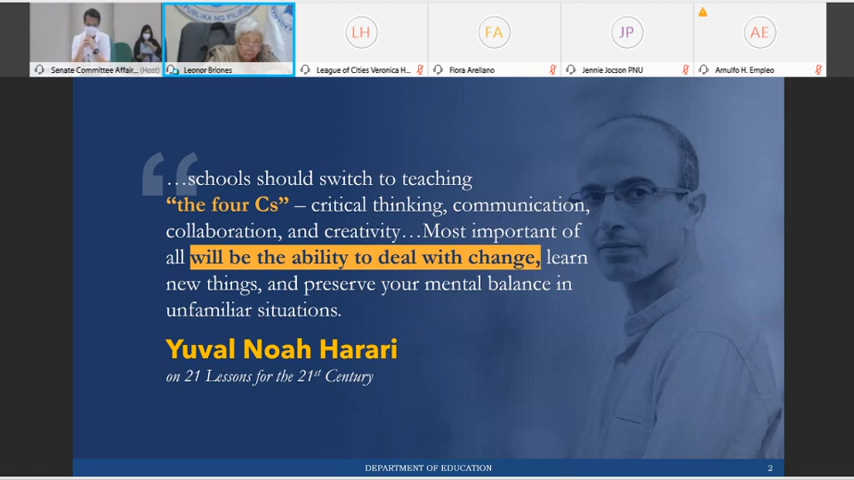 REPUBLIKA NG PILIPINAS
LH
FA
JP
AE
Senate Committee Affair... (Host)
Leonor Briones
League of Cities Veronica H...
Flora Arellano
Jennie Jocson PNU
Arnulfo H. Empleo
“
…schools should switch to teaching
“the four Cs” – critical thinking, communication,
collaboration, and creativity…Most important of
all will be the ability to deal with change, learn
new things, and preserve your mental balance in
unfamiliar situations.
Yuval Noah Harari
on 21 Lessons for the 21st Century
DEPARTMENT OF EDUCATION
2